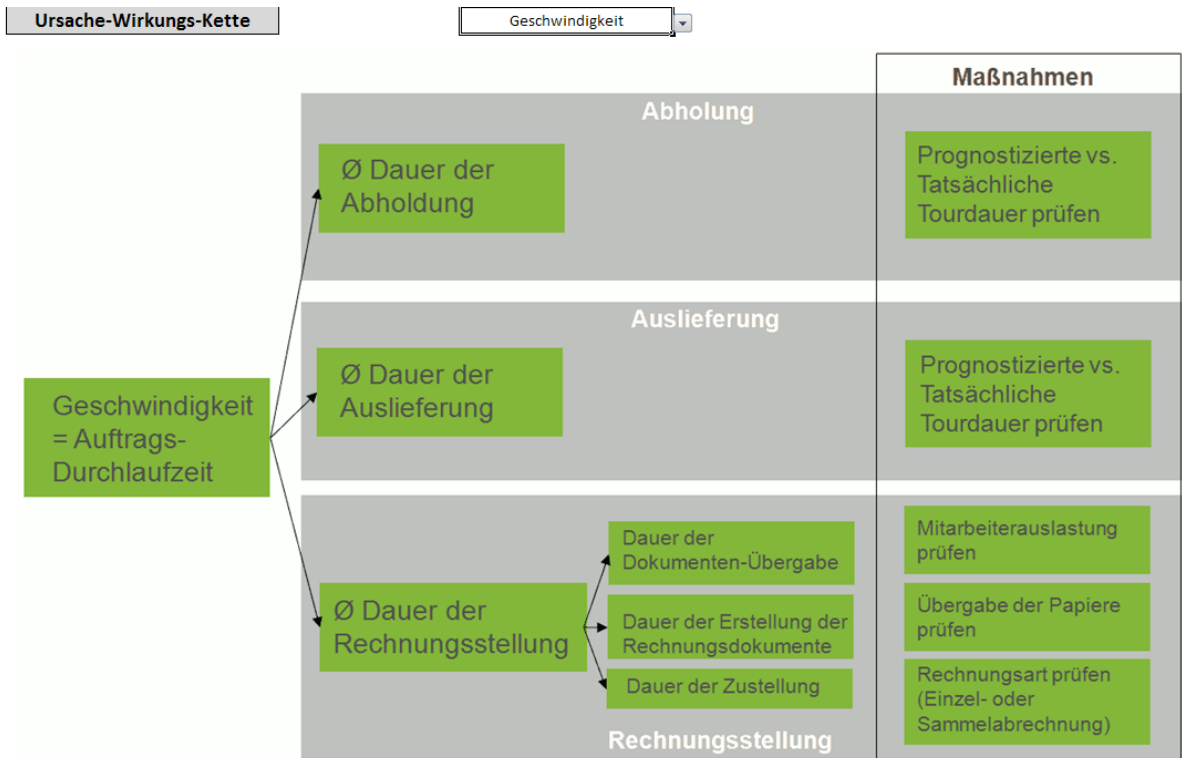 Ursache-Wirkungs-Kette
Geschwindigkeit
Maßnahmen
Abholung
Ø Dauer der
Abholdung
Prognostizierte vs.
Tatsächliche
Tourdauer prüfen
Auslieferung
Ø Dauer der
Auslieferung
Prognostizierte vs.
Tatsächliche
Tourdauer prüfen
Geschwindigkeit
= Auftrags-
Durchlaufzeit
Ø Dauer der
Rechnungsstellung
Dauer der
Dokumenten-Übergabe
Dauer der Erstellung der
Rechnungsdokumente
Dauer der Zustellung
Mitarbeiterauslastung
prüfen
Übergabe der Papiere
prüfen
Rechnungsart prüfen
(Einzel- oder
Sammelabrechnung)
Rechnungsstellung